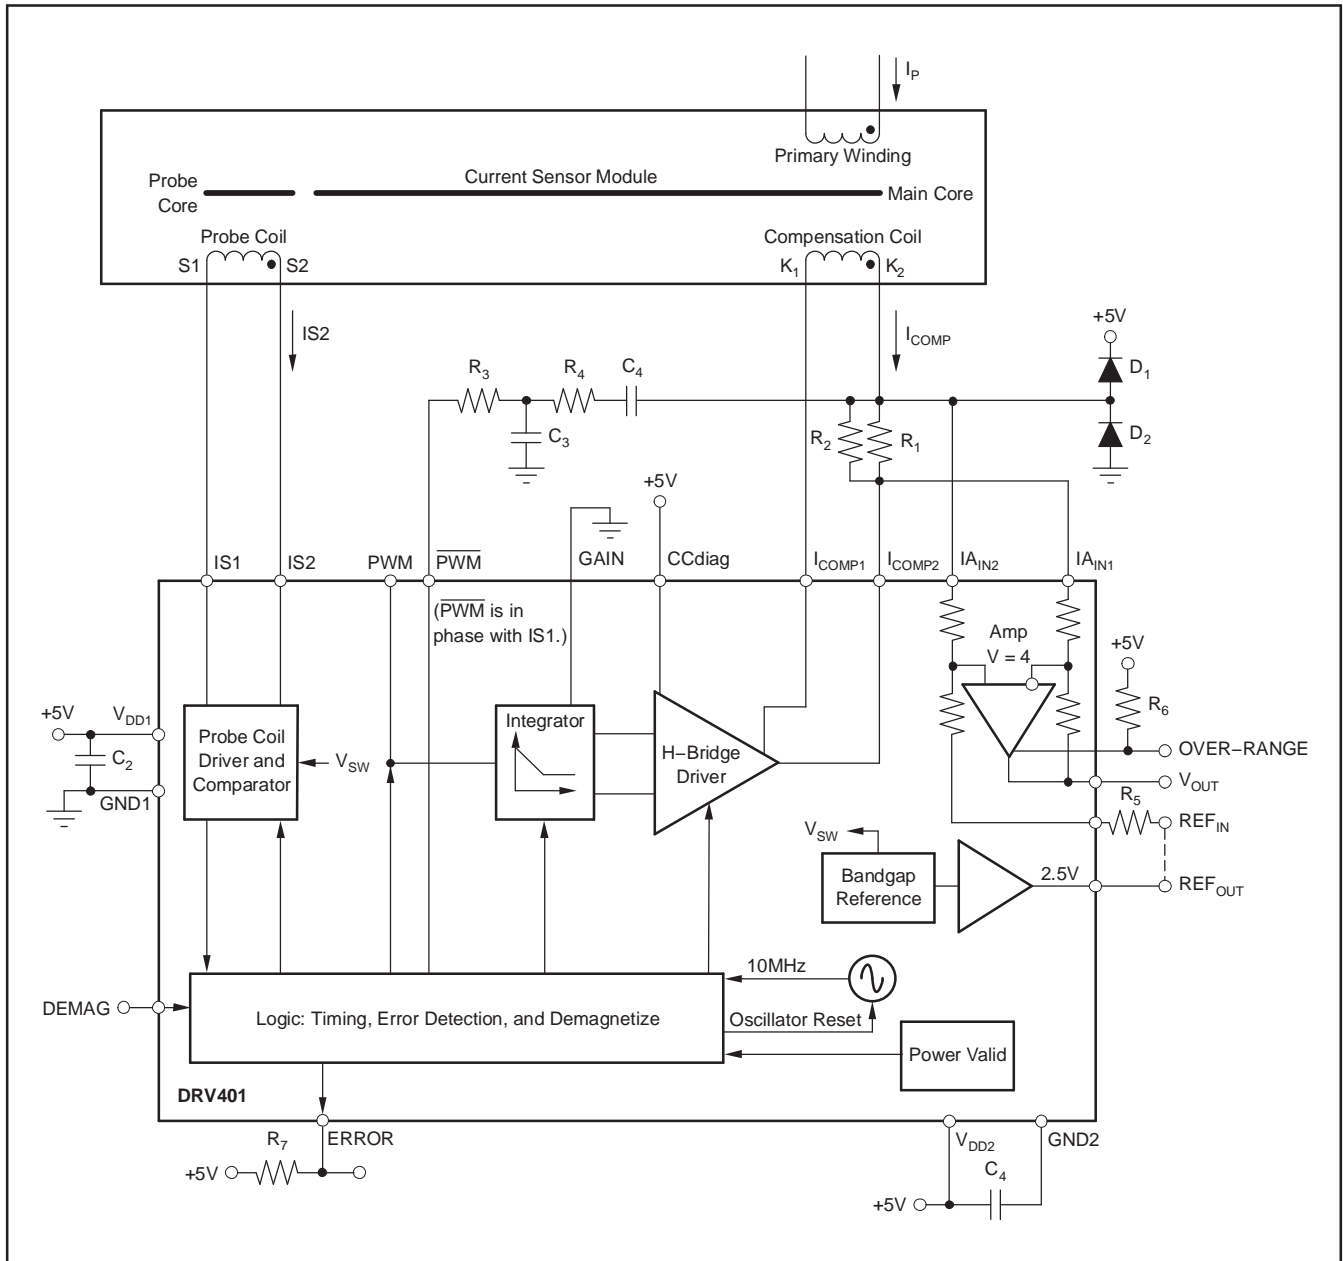 I_P
Primary Winding
Current Sensor Module
Probe
Core
Main Core
Probe Coil
Compensation Coil
S1
S2
K_1
K_2
IS2
I_COMP
+5V
D_1
R_3
R_4
C_4
C_3
R_2
R_1
D_2
+5V
IS1
IS2
PWM
P̅W̅M̅
GAIN
CCdiag
I_COMP1
I_COMP2
IA_IN2
IA_IN1
(P̅W̅M̅ is in
phase with IS1.)
Amp
V = 4
+5V
R_6
+5V
V_DD1
C_2
GND1
Probe Coil
Driver and
Comparator
V_SW
Integrator
H−Bridge
Driver
OVER−RANGE
V_OUT
R_5
REF_IN
V_SW
Bandgap
Reference
2.5V
REF_OUT
10MHz
DEMAG
Logic: Timing, Error Detection, and Demagnetize
Oscillator Reset
Power Valid
DRV401
R_7
ERROR
+5V
V_DD2
GND2
C_4
+5V